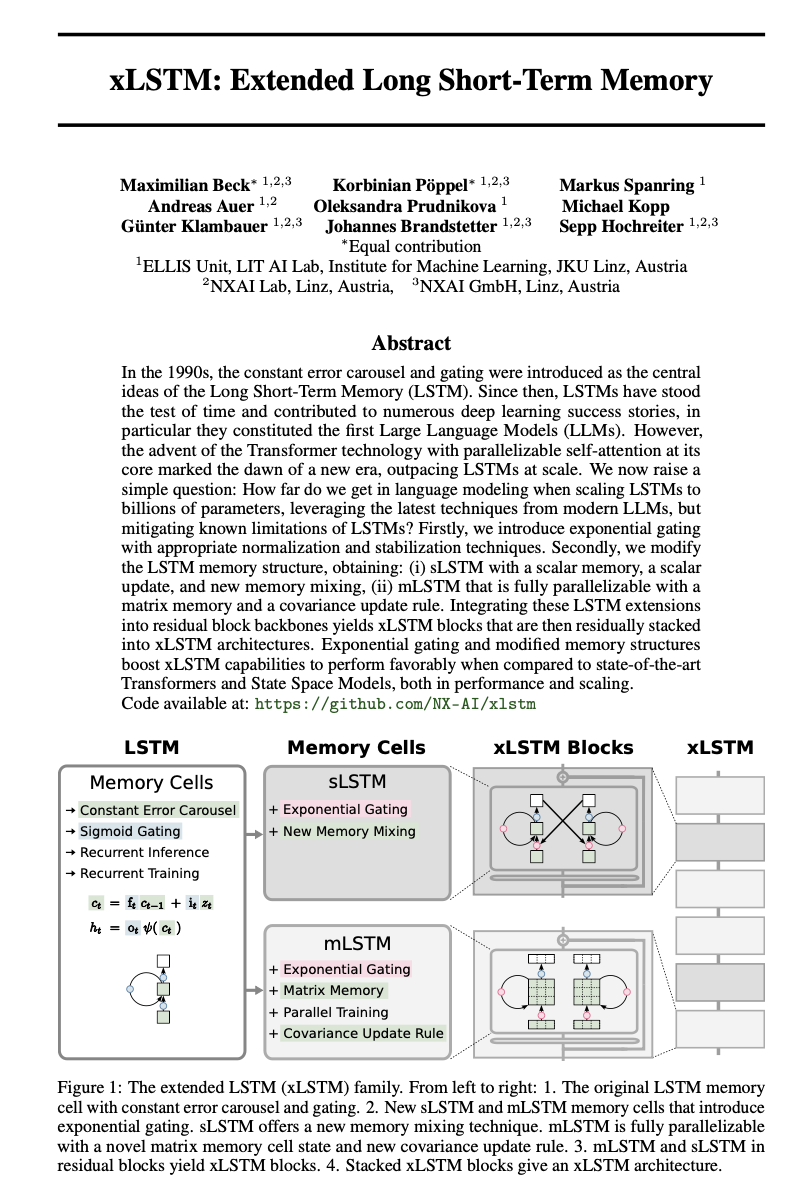 xLSTM: Extended Long Short-Term Memory
Maximilian Beck∗ 1,2,3 Korbinian Pöppel∗ 1,2,3 Markus Spanring 1
Andreas Auer 1,2 Oleksandra Prudnikova 1 Michael Kopp
Günter Klambauer 1,2,3 Johannes Brandstetter 1,2,3 Sepp Hochreiter 1,2,3
∗Equal contribution
1ELLIS Unit, LIT AI Lab, Institute for Machine Learning, JKU Linz, Austria
2NXAI Lab, Linz, Austria, 3NXAI GmbH, Linz, Austria
Abstract
In the 1990s, the constant error carousel and gating were introduced as the central
ideas of the Long Short-Term Memory (LSTM). Since then, LSTMs have stood
the test of time and contributed to numerous deep learning success stories, in
particular they constituted the first Large Language Models (LLMs). However,
the advent of the Transformer technology with parallelizable self-attention at its
core marked the dawn of a new era, outpacing LSTMs at scale. We now raise a
simple question: How far do we get in language modeling when scaling LSTMs to
billions of parameters, leveraging the latest techniques from modern LLMs, but
mitigating known limitations of LSTMs? Firstly, we introduce exponential gating
with appropriate normalization and stabilization techniques. Secondly, we modify
the LSTM memory structure, obtaining: (i) sLSTM with a scalar memory, a scalar
update, and new memory mixing, (ii) mLSTM that is fully parallelizable with a
matrix memory and a covariance update rule. Integrating these LSTM extensions
into residual block backbones yields xLSTM blocks that are then residually stacked
into xLSTM architectures. Exponential gating and modified memory structures
boost xLSTM capabilities to perform favorably when compared to state-of-the-art
Transformers and State Space Models, both in performance and scaling.
Code available at: https://github.com/NX-AI/xlstm
LSTM
Memory Cells
→ Constant Error Carousel
→ Sigmoid Gating
→ Recurrent Inference
→ Recurrent Training
c_t = f_t c_{t−1} + i_t z_t
h_t = o_t ψ( c_t )
Memory Cells
sLSTM
+ Exponential Gating
+ New Memory Mixing
mLSTM
+ Exponential Gating
+ Matrix Memory
+ Parallel Training
+ Covariance Update Rule
xLSTM Blocks
xLSTM
Figure 1: The extended LSTM (xLSTM) family. From left to right: 1. The original LSTM memory
cell with constant error carousel and gating. 2. New sLSTM and mLSTM memory cells that introduce
exponential gating. sLSTM offers a new memory mixing technique. mLSTM is fully parallelizable
with a novel matrix memory cell state and new covariance update rule. 3. mLSTM and sLSTM in
residual blocks yield xLSTM blocks. 4. Stacked xLSTM blocks give an xLSTM architecture.